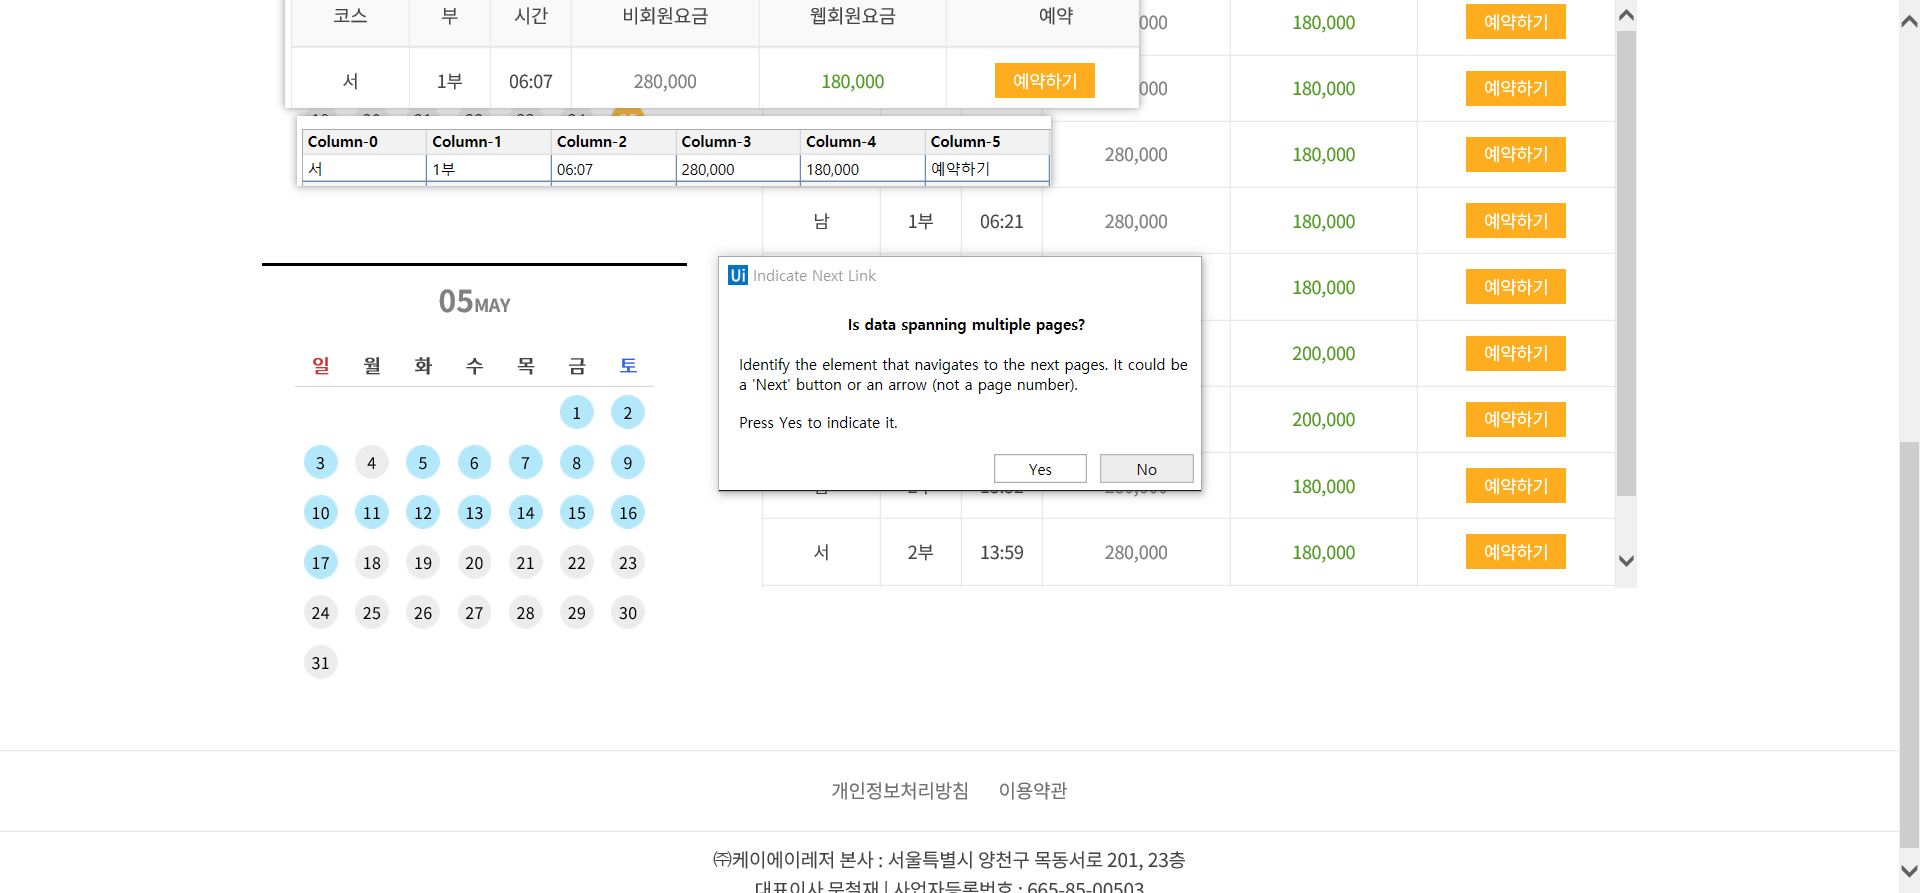 코스 부 시간 비회원요금 웹회원요금 예약
000 180,000 예약하기
서 1부 06:07 280,000 180,000 예약하기
000 180,000 예약하기
Column-0 Column-1 Column-2 Column-3 Column-4 Column-5
서 1부 06:07 280,000 180,000 예약하기
280,000 180,000 예약하기
남 1부 06:21 280,000 180,000 예약하기
180,000 예약하기
200,000 예약하기
200,000 예약하기
180,000 예약하기
서 2부 13:59 280,000 180,000 예약하기
Ui Indicate Next Link
Is data spanning multiple pages?
Identify the element that navigates to the next pages. It could be
a 'Next' button or an arrow (not a page number).
Press Yes to indicate it.
Yes No
05MAY
일 월 화 수 목 금 토
1 2
3 4 5 6 7 8 9
10 11 12 13 14 15 16
17 18 19 20 21 22 23
24 25 26 27 28 29 30
31
개인정보처리방침 이용약관
㈜케이에이레저 본사 : 서울특별시 양천구 목동서로 201, 23층
대표이사 문철재 | 사업자등록번호 : 665-85-00503